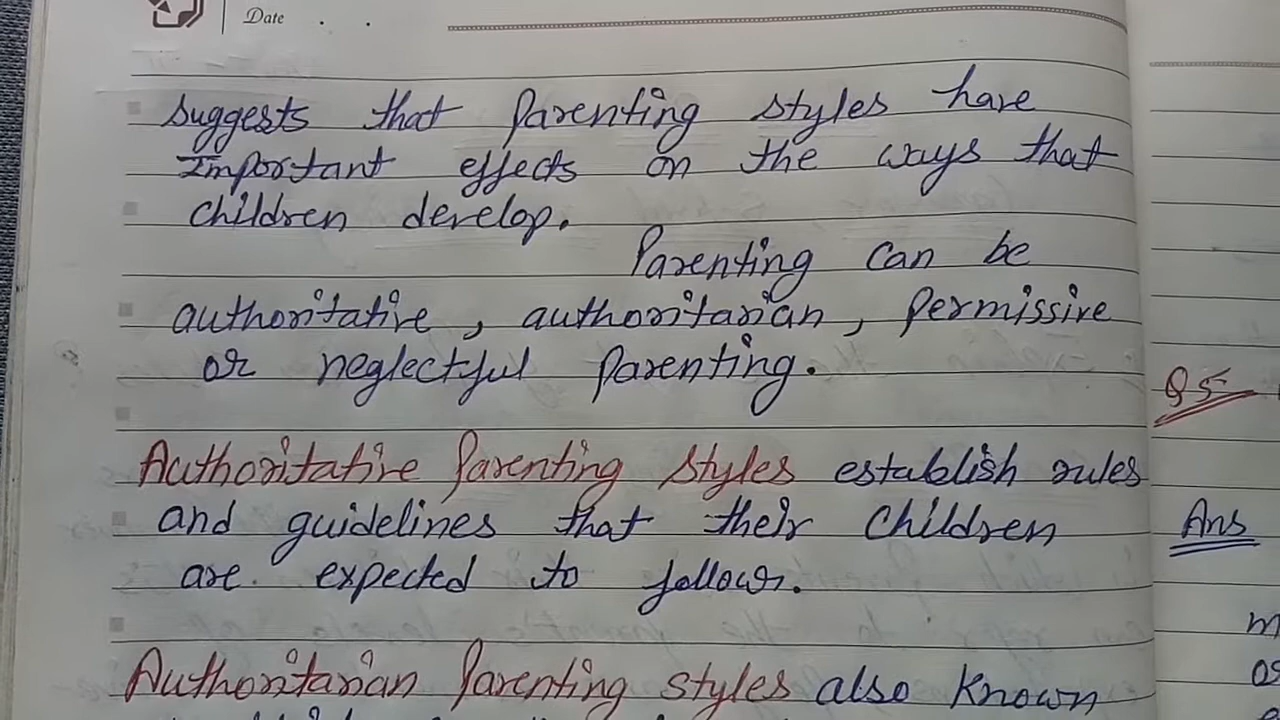 Date . .
suggests that Parenting styles have
Important effects on the ways that
children develop.
Parenting can be
authoritative, authoritarian, Permissive
or neglectful Parenting.
Authoritative Parenting styles establish rules
and guidelines that their children
are expected to follow.
Authoritarian Parenting styles also known
Q5
Ans